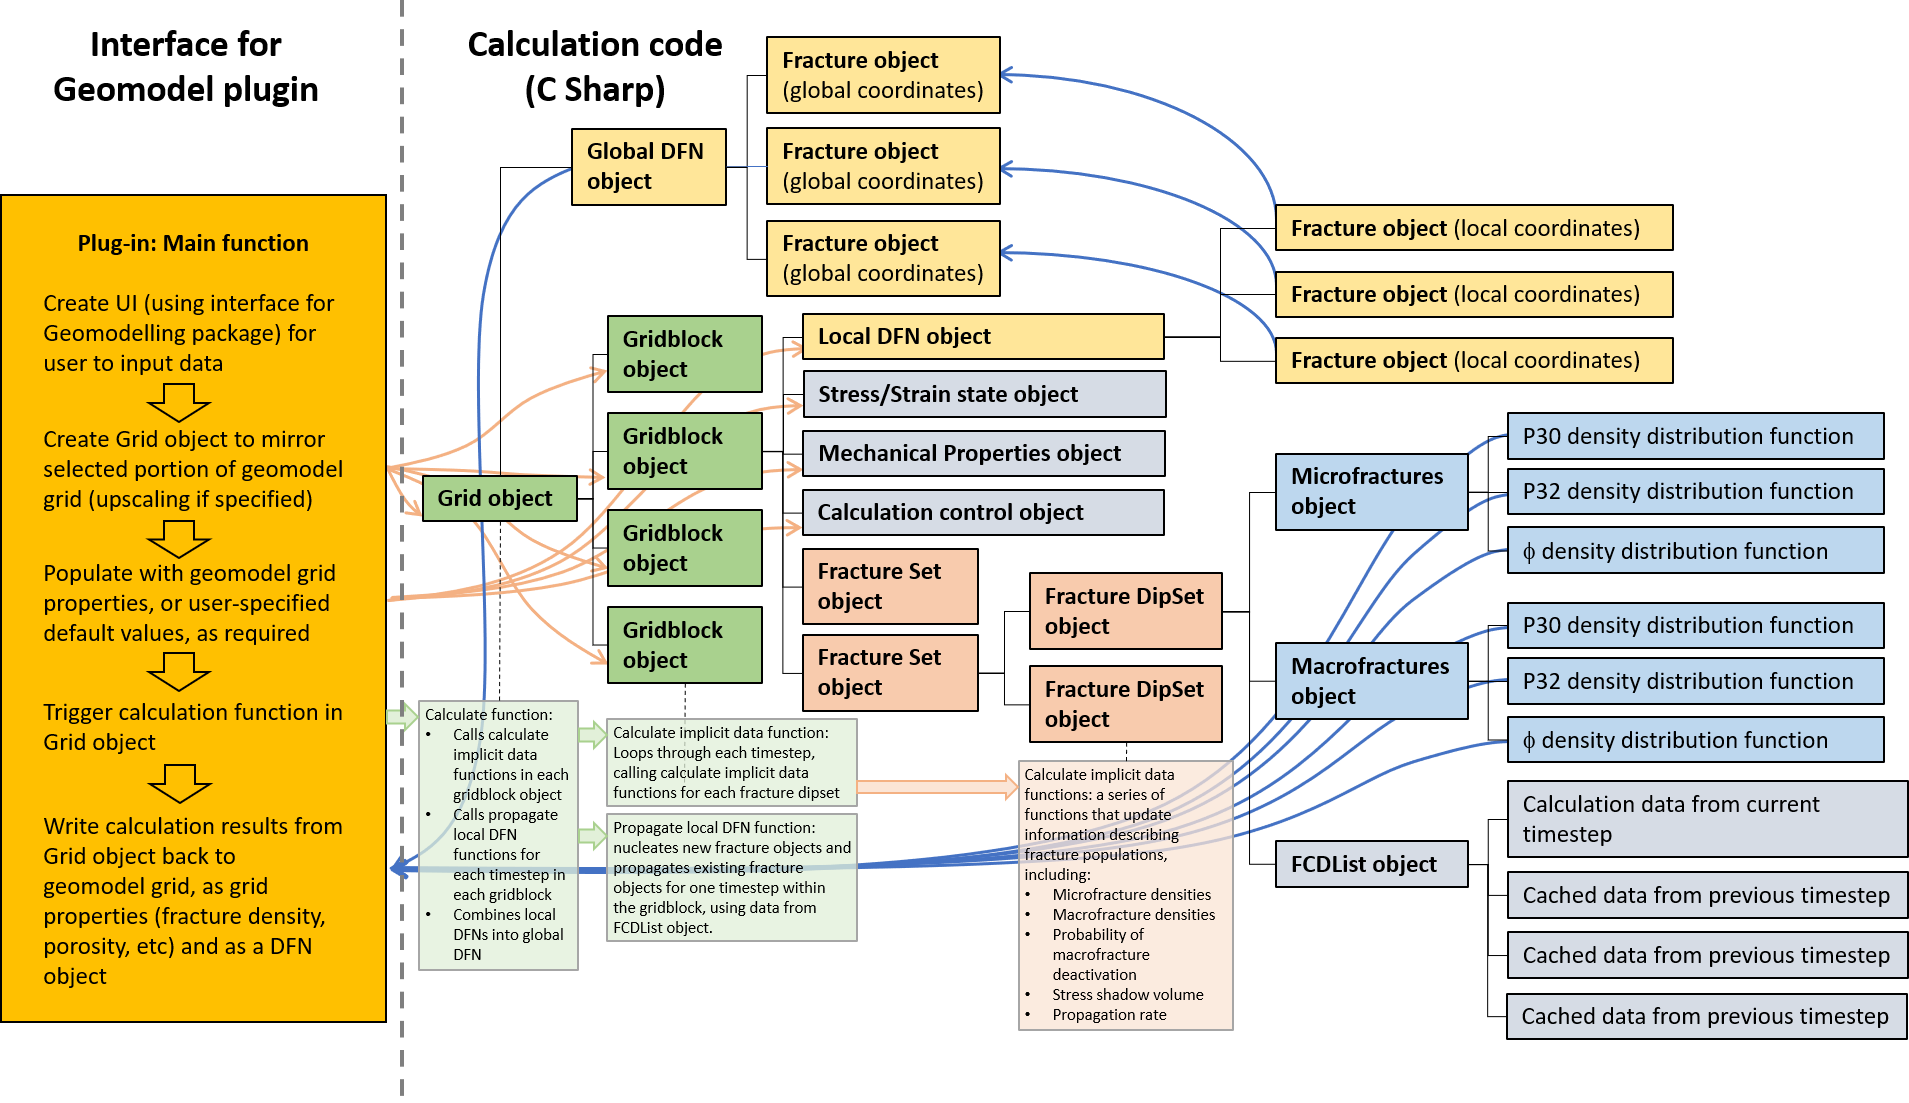 Interface for
Geomodel plugin
Calculation code
(C Sharp)
Plug-in: Main function
Create UI (using interface for
Geomodelling package) for
user to input data
Create Grid object to mirror
selected portion of geomodel
grid (upscaling if specified)
Populate with geomodel grid
properties, or user-specified
default values, as required
Trigger calculation function in
Grid object
Write calculation results from
Grid object back to
geomodel grid, as grid
properties (fracture density,
porosity, etc) and as a DFN
object
Global DFN
object
Fracture object
(global coordinates)
Fracture object
(global coordinates)
Fracture object
(global coordinates)
Fracture object (local coordinates)
Fracture object (local coordinates)
Fracture object (local coordinates)
Grid object
Gridblock
object
Gridblock
object
Gridblock
object
Gridblock
object
Local DFN object
Stress/Strain state object
Mechanical Properties object
Calculation control object
Fracture Set
object
Fracture Set
object
Fracture DipSet
object
Fracture DipSet
object
Microfractures
object
Macrofractures
object
FCDList object
P30 density distribution function
P32 density distribution function
ϕ density distribution function
P30 density distribution function
P32 density distribution function
ϕ density distribution function
Calculation data from current
timestep
Cached data from previous timestep
Cached data from previous timestep
Cached data from previous timestep
Calculate function:
• Calls calculate
implicit data
functions in each
gridblock object
• Calls propagate
local DFN
functions for
each timestep in
each gridblock
• Combines local
DFNs into global
DFN
Calculate implicit data function:
Loops through each timestep,
calling calculate implicit data
functions for each fracture dipset
Propagate local DFN function:
nucleates new fracture objects and
propagates existing fracture
objects for one timestep within
the gridblock, using data from
FCDList object.
Calculate implicit data
functions: a series of
functions that update
information describing
fracture populations,
including:
• Microfracture densities
• Macrofracture densities
• Probability of
macrofracture
deactivation
• Stress shadow volume
• Propagation rate